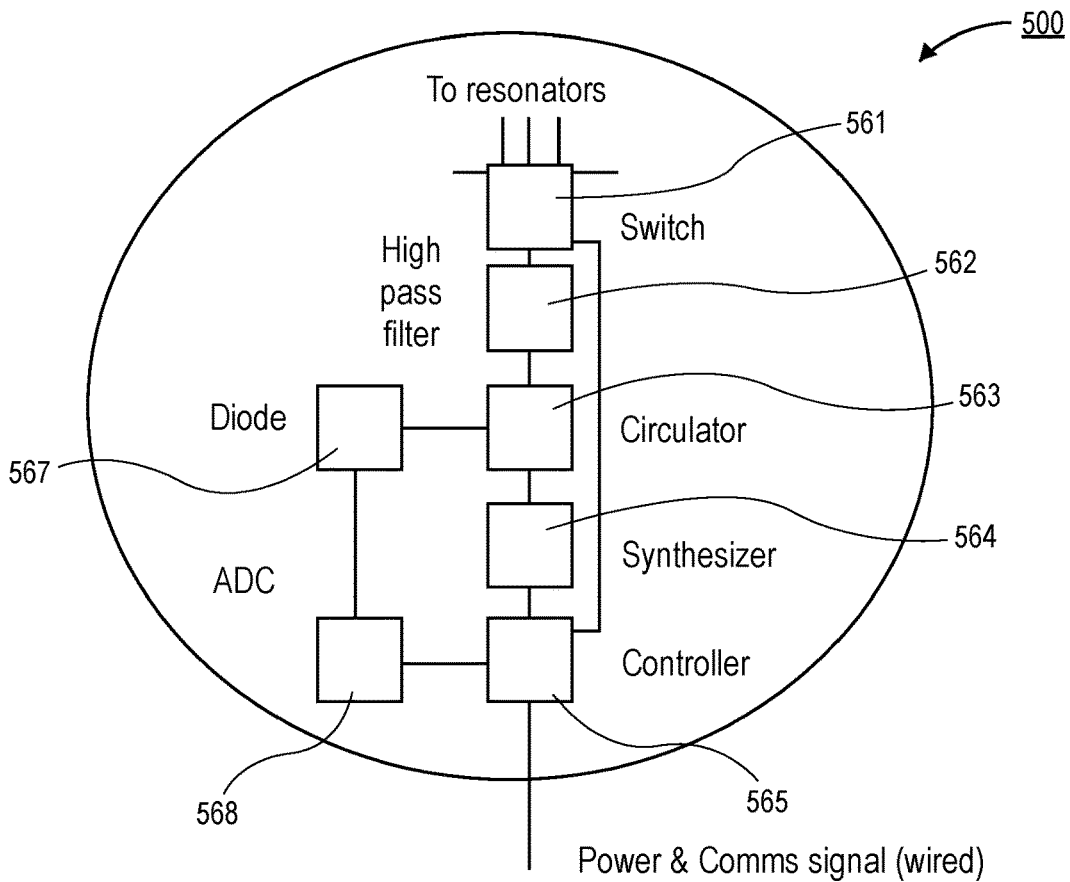 500
To resonators
561
Switch
High
pass
filter
562
563
Diode
Circulator
567
564
ADC
Synthesizer
Controller
568
565
Power & Comms signal (wired)